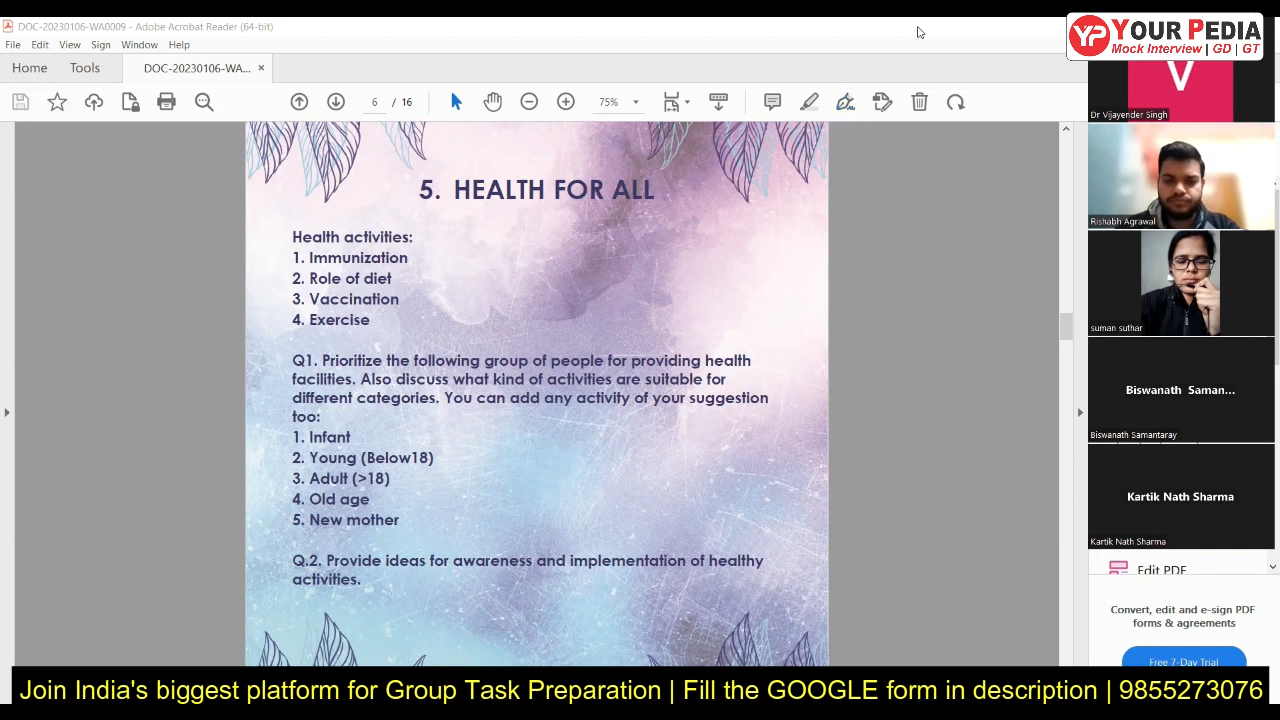 DOC-20230106-WA0009 - Adobe Acrobat Reader (64-bit)
File Edit View Sign Window Help
Home Tools DOC-20230106-WA... ×
6 / 16 75%
YP YOUR PEDIA
Mock Interview | GD | GT
V
Dr Vijayender Singh
Rishabh Agrawal
suman suthar
Biswanath Saman...
Biswanath Samantaray
Kartik Nath Sharma
Kartik Nath Sharma
Edit PDF
Convert, edit and e-sign PDF
forms & agreements
Free 7-Day Trial
5. HEALTH FOR ALL
Health activities:
1. Immunization
2. Role of diet
3. Vaccination
4. Exercise
Q1. Prioritize the following group of people for providing health
facilities. Also discuss what kind of activities are suitable for
different categories. You can add any activity of your suggestion
too:
1. Infant
2. Young (Below18)
3. Adult (>18)
4. Old age
5. New mother
Q.2. Provide ideas for awareness and implementation of healthy
activities.
Join India's biggest platform for Group Task Preparation | Fill the GOOGLE form in description | 9855273076